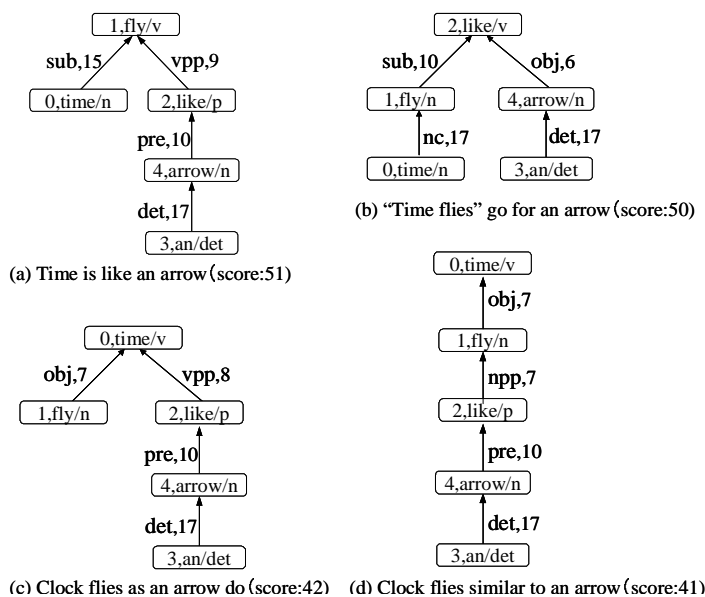 1,fly/v
sub,15
vpp,9
0,time/n
2,like/p
pre,10
4,arrow/n
det,17
3,an/det
(a) Time is like an arrow(score:51)
2,like/v
sub,10
obj,6
1,fly/n
4,arrow/n
nc,17
det,17
0,time/n
3,an/det
(b) “Time flies” go for an arrow(score:50)
0,time/v
obj,7
vpp,8
1,fly/n
2,like/p
pre,10
4,arrow/n
det,17
3,an/det
(c) Clock flies as an arrow do(score:42)
0,time/v
obj,7
1,fly/n
npp,7
2,like/p
pre,10
4,arrow/n
det,17
3,an/det
(d) Clock flies similar to an arrow(score:41)